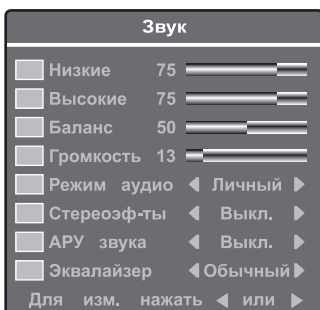 Звук
Низкие 75
Высокие 75
Баланс 50
Громкость 13
Режим аудио ◀ Личный ▶
Стереоэф-ты ◀ Выкл. ▶
АРУ звука ◀ Выкл. ▶
Эквалайзер ◀ Обычный ▶
Для изм. нажать ◀ или ▶